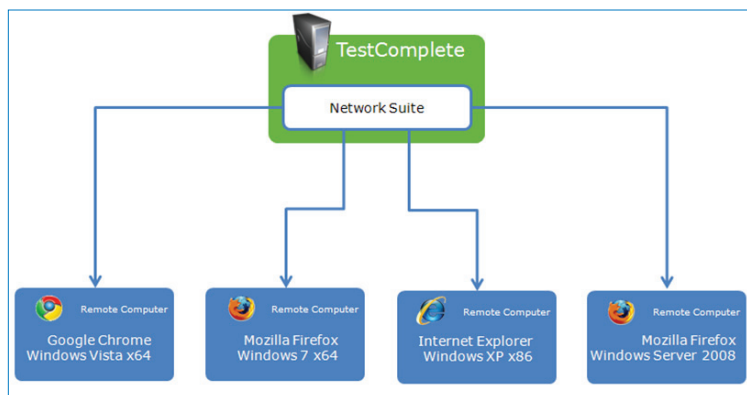 TestComplete
Network Suite
Remote Computer
Google Chrome
Windows Vista x64
Remote Computer
Mozilla Firefox
Windows 7 x64
Remote Computer
Internet Explorer
Windows XP x86
Remote Computer
Mozilla Firefox
Windows Server 2008